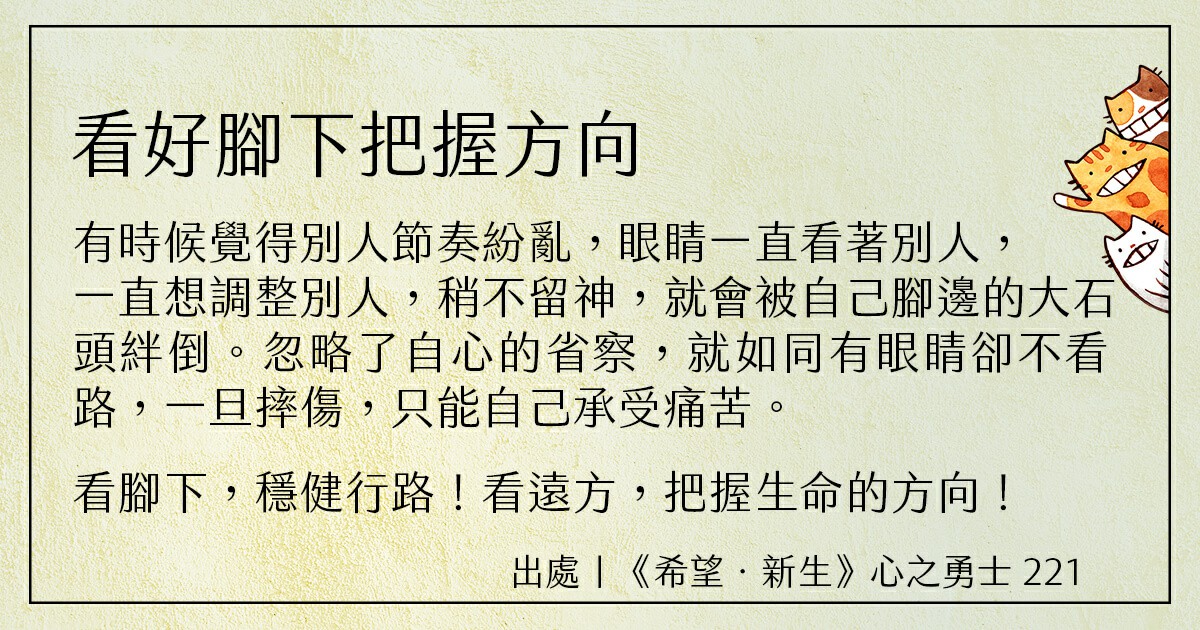 看好腳下把握方向
有時候覺得別人節奏紛亂，眼睛一直看著別人，
一直想調整別人，稍不留神，就會被自己腳邊的大石
頭絆倒。忽略了自心的省察，就如同有眼睛卻不看
路，一旦摔傷，只能自己承受痛苦。
看腳下，穩健行路！看遠方，把握生命的方向！
出處｜《希望．新生》心之勇士 221